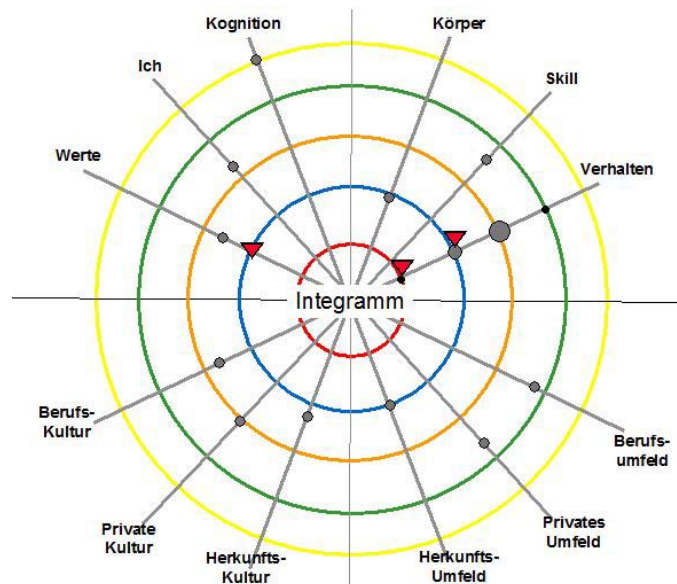 Kognition
Körper
Ich
Skill
Werte
Verhalten
Integramm
Berufs-
Kultur
Berufs-
umfeld
Private
Kultur
Privates
Umfeld
Herkunfts-
Kultur
Herkunfts-
Umfeld